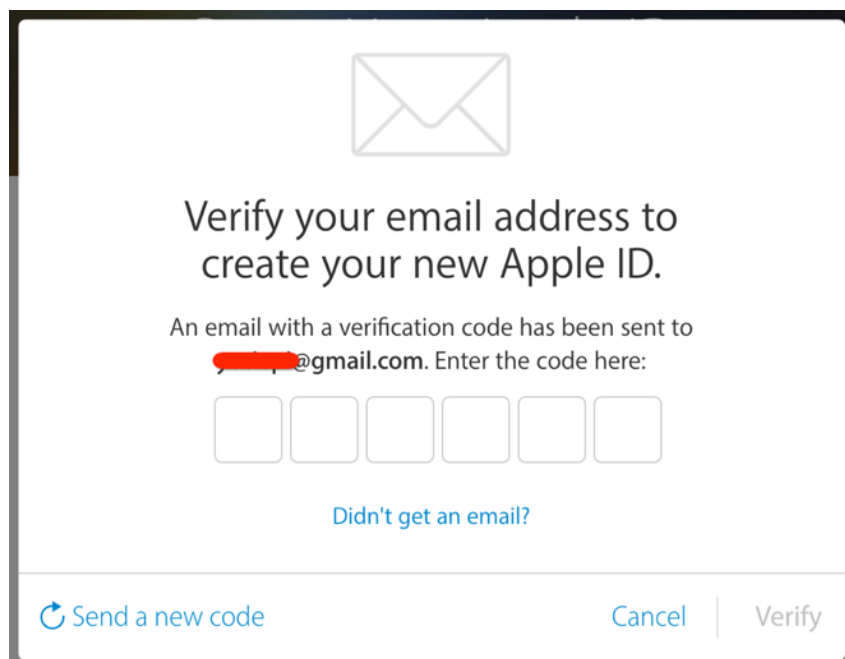 Verify your email address to
create your new Apple ID.
An email with a verification code has been sent to
@gmail.com. Enter the code here:
Didn't get an email?
Send a new code
Cancel
Verify